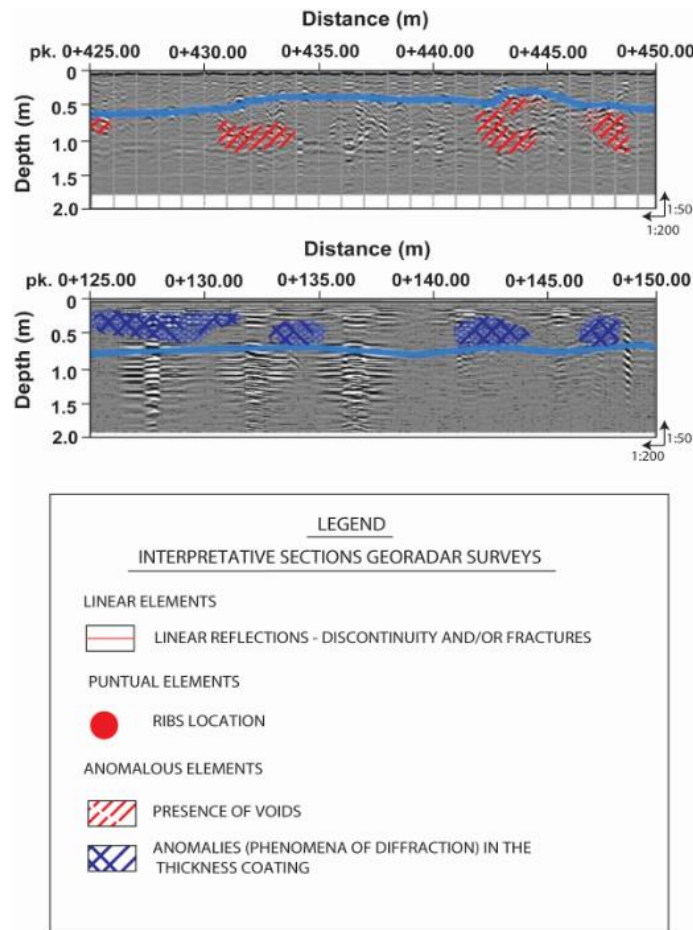 Distance (m)
pk. 0+425.00 0+430.00 0+435.00 0+440.00 0+445.00 0+450.00
Depth (m)
0
0.5
1.0
1.5
2.0
1:50
1:200
Distance (m)
pk. 0+125.00 0+130.00 0+135.00 0+140.00 0+145.00 0+150.00
Depth (m)
0
0.5
1.0
1.5
2.0
1:50
1:200
LEGEND
INTERPRETATIVE SECTIONS GEORADAR SURVEYS
LINEAR ELEMENTS
LINEAR REFLECTIONS - DISCONTINUITY AND/OR FRACTURES
PUNTUAL ELEMENTS
RIBS LOCATION
ANOMALOUS ELEMENTS
PRESENCE OF VOIDS
ANOMALIES (PHENOMENA OF DIFFRACTION) IN THE
THICKNESS COATING